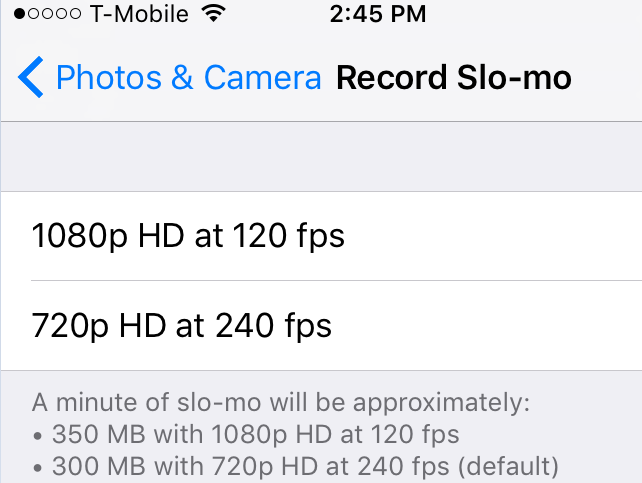 T-Mobile 2:45 PM
Photos & Camera Record Slo-mo
1080p HD at 120 fps
720p HD at 240 fps
A minute of slo-mo will be approximately:
• 350 MB with 1080p HD at 120 fps
• 300 MB with 720p HD at 240 fps (default)